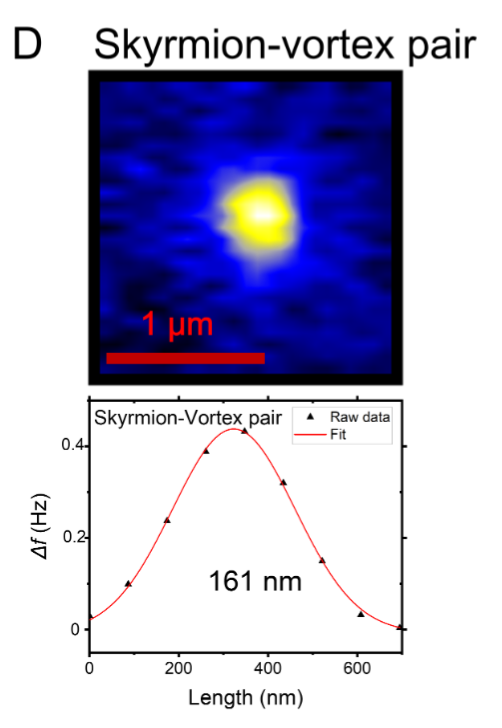 D Skyrmion-vortex pair
1 μm
Skyrmion-Vortex pair
Raw data
Fit
0.4
0.2
0
Δf (Hz)
161 nm
0 200 400 600
Length (nm)